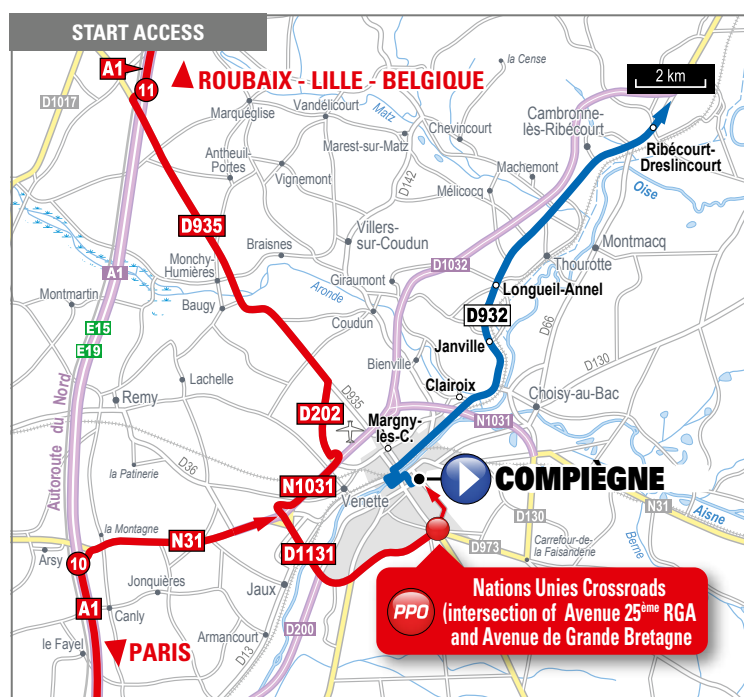 START ACCESS
A1
11
ROUBAIX - LILLE - BELGIQUE
D1017
Marquéglise
Vandélicourt
Matz
la Cense
2 km
Chevincourt
Cambronne-
lès-Ribécourt
Ribécourt-
Dreslincourt
Marest-sur-Matz
Antheuil-
Portes
Vignemont
D142
Machemont
Mélicocq
Oise
D935
Villers-
sur-Coudun
Braisnes
Monchy-
Humières
Montmacq
Thourotte
D1032
A1
Giraumont
Aronde
Longueil-Annel
Montmartin
Baugy
Coudun
D932
D66
E15
E19
Janville
Bienville
D130
Lachelle
Clairoix
Choisy-au-Bac
Remy
D935
D202
Margny-
lès-C.
N1031
Autoroute du Nord
la Patinerie
D36
COMPIÈGNE
N1031
Venette
Aisne
N31
la Montagne
D130
N31
D1131
D973
Berne
Carrefour-de-
la Faisanderie
Arsy
10
Jonquières
Jaux
PPO
Nations Unies Crossroads
(intersection of Avenue 25ème RGA
and Avenue de Grande Bretagne
A1
Canly
Armancourt
D200
D13
le Fayel
PARIS